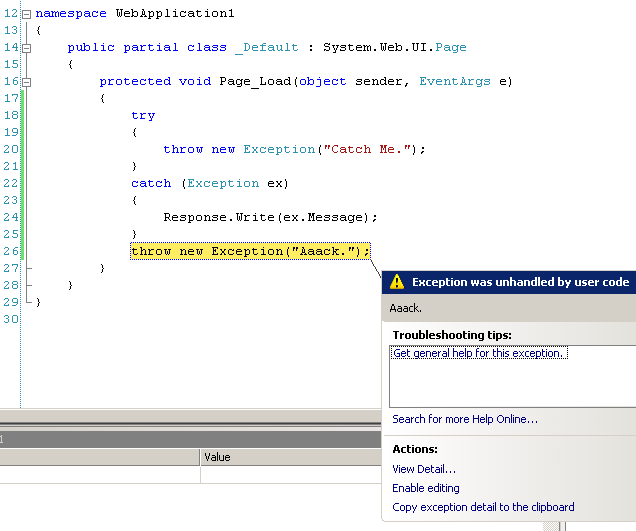 12 namespace WebApplication1
13 {
14 public partial class _Default : System.Web.UI.Page
15 {
16 protected void Page_Load(object sender, EventArgs e)
17 {
18 try
19 {
20 throw new Exception("Catch Me.");
21 }
22 catch (Exception ex)
23 {
24 Response.Write(ex.Message);
25 }
26 throw new Exception("Aaack.");
27 }
28 }
29 }
30
Exception was unhandled by user code
Aaack.
Troubleshooting tips:
Get general help for this exception.
Search for more Help Online...
Actions:
View Detail...
Enable editing
Copy exception detail to the clipboard
1
Value